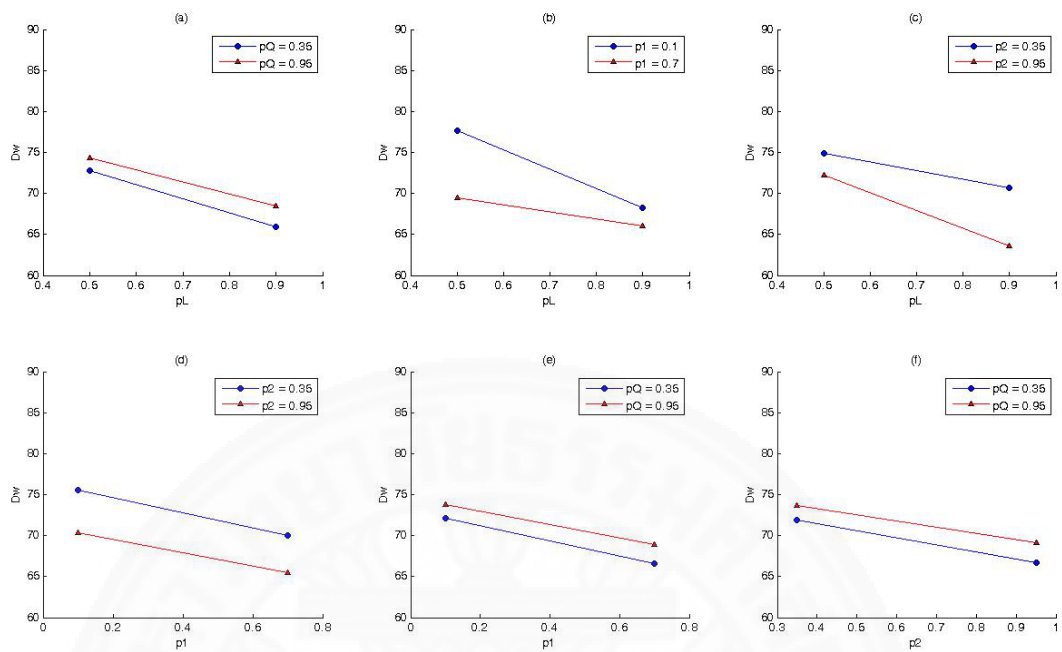 (a)
90
85
80
75
70
65
60
Dw
0.4 0.5 0.6 0.7 0.8 0.9 1
pL
pQ = 0.35
pQ = 0.95
(b)
90
85
80
75
70
65
60
Dw
0.4 0.5 0.6 0.7 0.8 0.9 1
pL
p1 = 0.1
p1 = 0.7
(c)
90
85
80
75
70
65
60
Dw
0.4 0.5 0.6 0.7 0.8 0.9 1
pL
p2 = 0.35
p2 = 0.95
(d)
90
85
80
75
70
65
60
Dw
0 0.2 0.4 0.6 0.8
p1
p2 = 0.35
p2 = 0.95
(e)
90
85
80
75
70
65
60
Dw
0 0.2 0.4 0.6 0.8
p1
pQ = 0.35
pQ = 0.95
(f)
90
85
80
75
70
65
60
Dw
0.3 0.4 0.5 0.6 0.7 0.8 0.9 1
p2
pQ = 0.35
pQ = 0.95